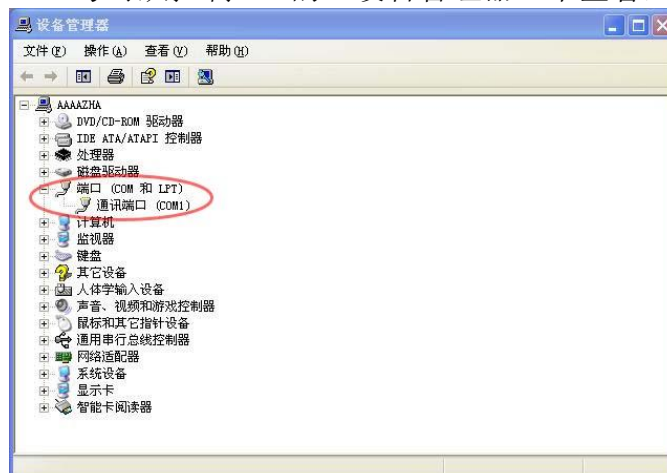 设备管理器
文件(F) 操作(A) 查看(V) 帮助(H)
AAAAZHA
DVD/CD-ROM 驱动器
IDE ATA/ATAPI 控制器
处理器
磁盘驱动器
端口 (COM 和 LPT)
通讯端口 (COM1)
计算机
监视器
键盘
其它设备
人体学输入设备
声音、视频和游戏控制器
鼠标和其它指针设备
通用串行总线控制器
网络适配器
系统设备
显示卡
智能卡阅读器